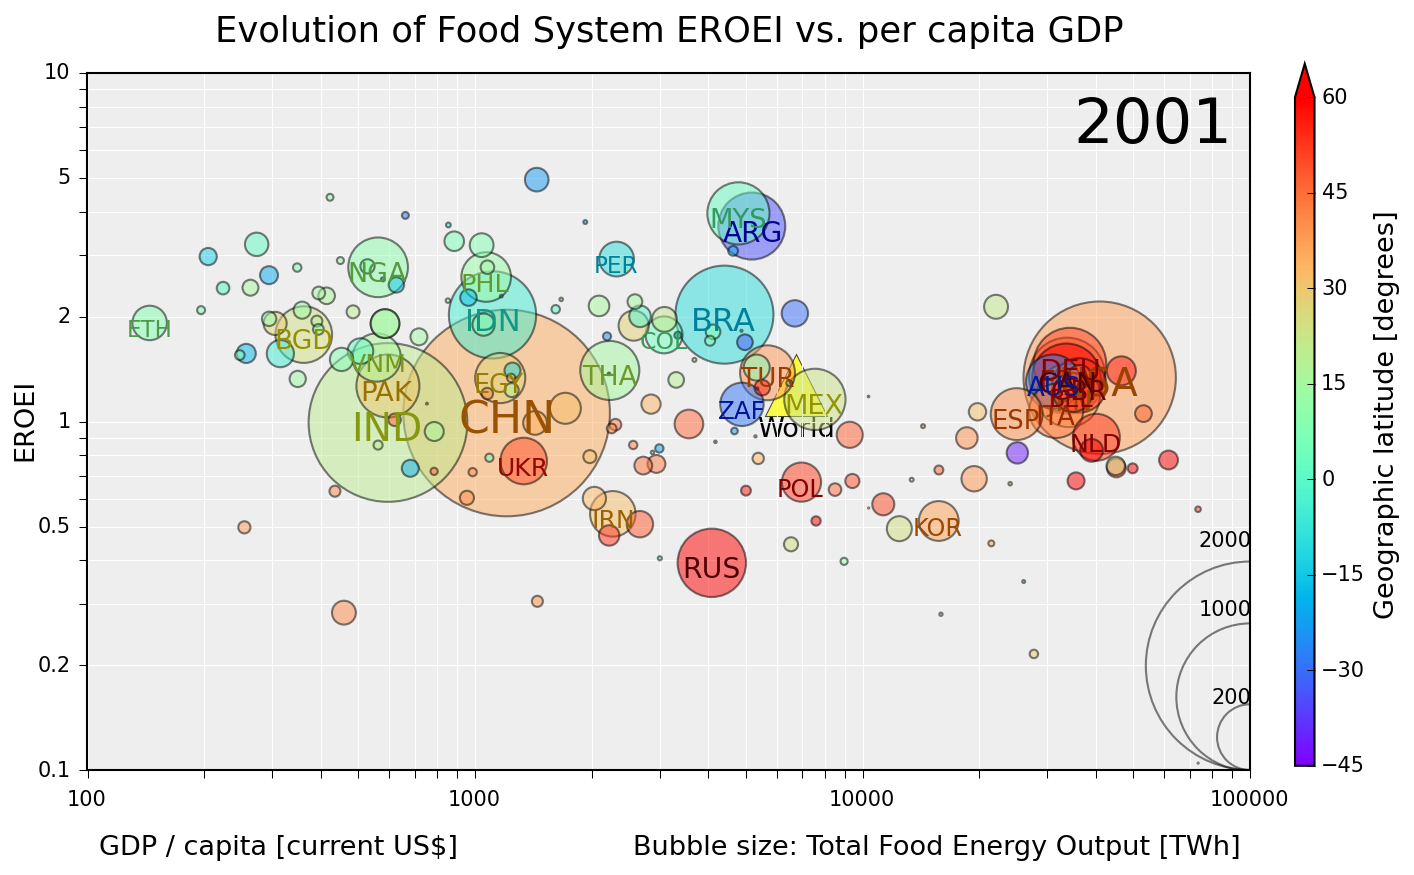 Evolution of Food System EROEI vs. per capita GDP
2001
10
5
2
1
0.5
0.2
0.1
EROEI
MYS
ARG
PER
NGA
PHL
IDN
BRA
ETH
BGD
COL
VNM
PAK
EGY
THA
TUR
ZAF
MEX
World
IND
CHN
UKR
POL
IRN
RUS
KOR
ESP
ITA
AUS
NLD
2000
1000
200
100
1000
10000
100000
GDP / capita [current US$]
Bubble size: Total Food Energy Output [TWh]
60
45
30
15
0
−15
−30
−45
Geographic latitude [degrees]